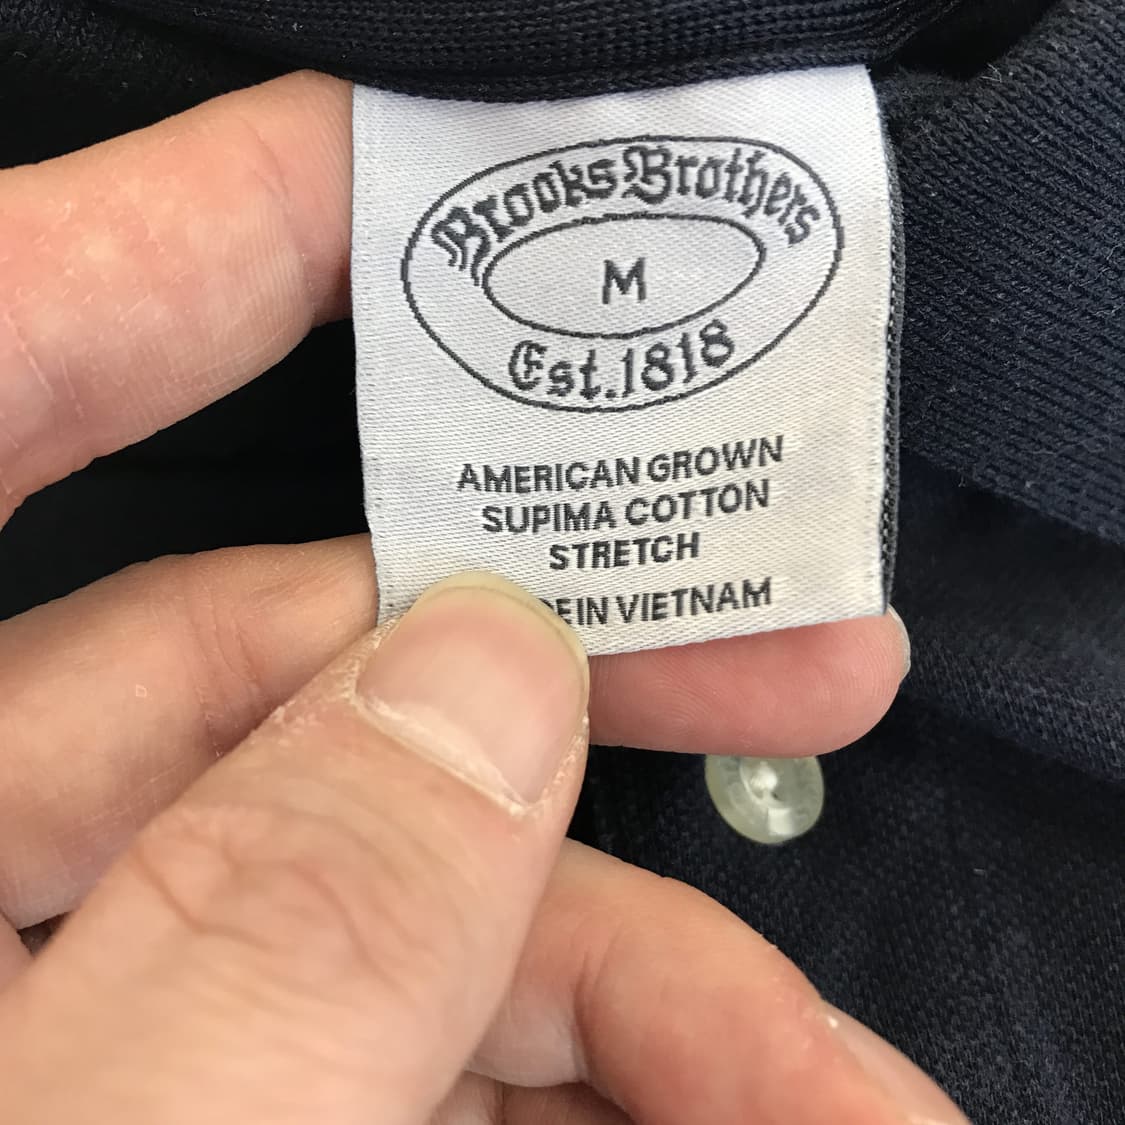 Brooks Brothers
M
Est. 1818
AMERICAN GROWN
SUPIMA COTTON
STRETCH
IN VIETNAM